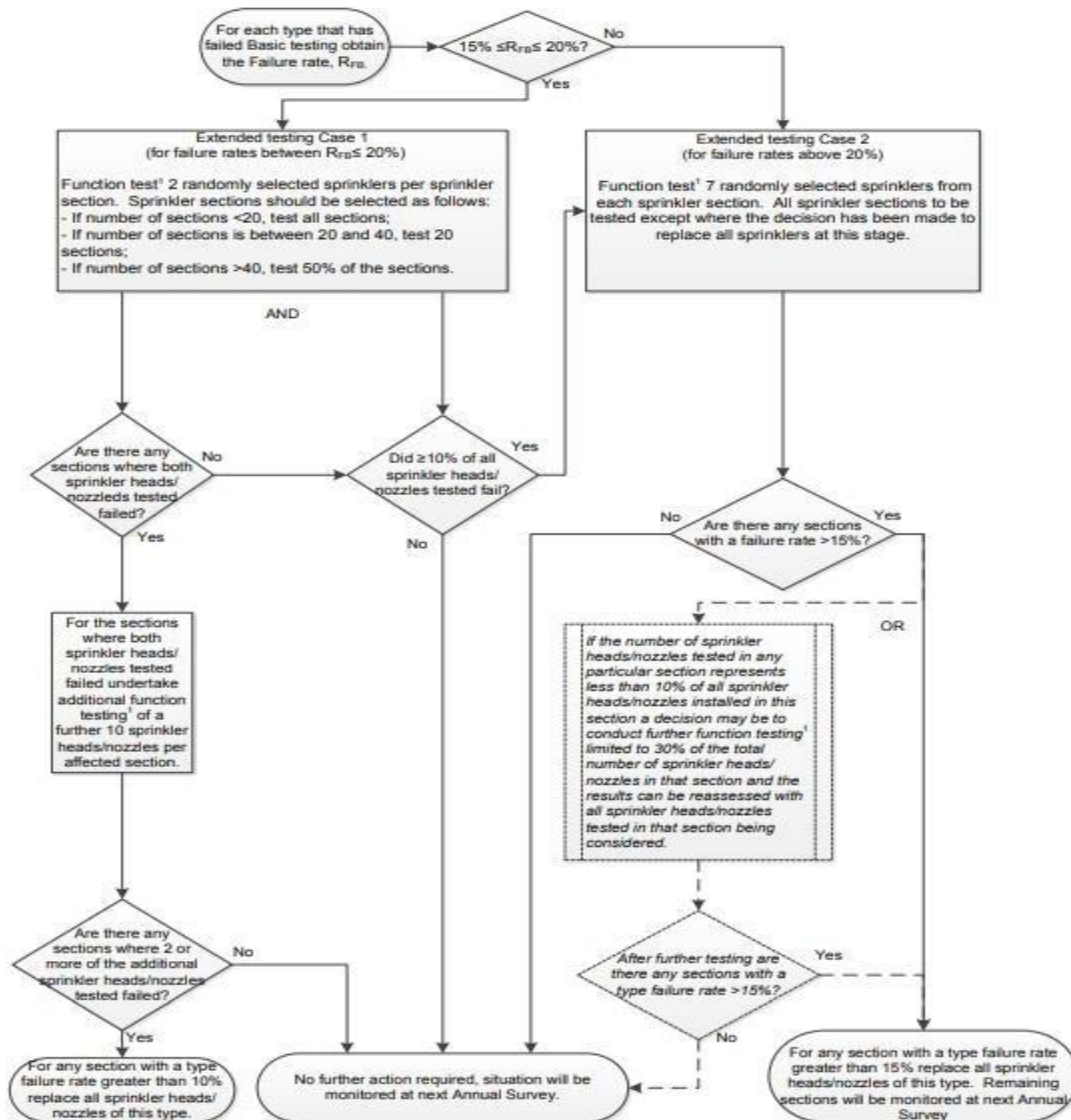 For each type that has
failed Basic testing obtain
the Failure rate, RFB.
15% ≤RFB≤ 20%?
No
Yes
Extended testing Case 1
(for failure rates between RFB≤ 20%)
Function test¹ 2 randomly selected sprinklers per sprinkler
section. Sprinkler sections should be selected as follows:
- If number of sections <20, test all sections;
- If number of sections is between 20 and 40, test 20
sections;
- If number of sections >40, test 50% of the sections.
Extended testing Case 2
(for failure rates above 20%)
Function test¹ 7 randomly selected sprinklers from
each sprinkler section. All sprinkler sections to be
tested except where the decision has been made to
replace all sprinklers at this stage.
AND
Are there any
sections where both
sprinkler heads/
nozzleds tested
failed?
No
Yes
Did ≥10% of all
sprinkler heads/
nozzles tested fail?
Yes
No
No
Are there any sections
with a failure rate >15%?
Yes
For the sections
where both
sprinkler heads/
nozzles tested
failed undertake
additional function
testing¹ of a
further 10 sprinkler
heads/nozzles per
affected section.
OR
If the number of sprinkler
heads/nozzles tested in any
particular section represents
less than 10% of all sprinkler
heads/nozzles installed in this
section a decision may be to
conduct further function testing¹
limited to 30% of the total
number of sprinkler heads/
nozzles in that section and the
results can be reassessed with
all sprinkler heads/nozzles
tested in that section being
considered.
Are there any
sections where 2 or
more of the additional
sprinkler heads/nozzles
tested failed?
No
Yes
After further testing are
there any sections with a
type failure rate >15%?
Yes
No
For any section with a type
failure rate greater than 10%
replace all sprinkler heads/
nozzles of this type.
No further action required, situation will be
monitored at next Annual Survey.
For any section with a type failure rate
greater than 15% replace all sprinkler
heads/nozzles of this type. Remaining
sections will be monitored at next Annual
Survey